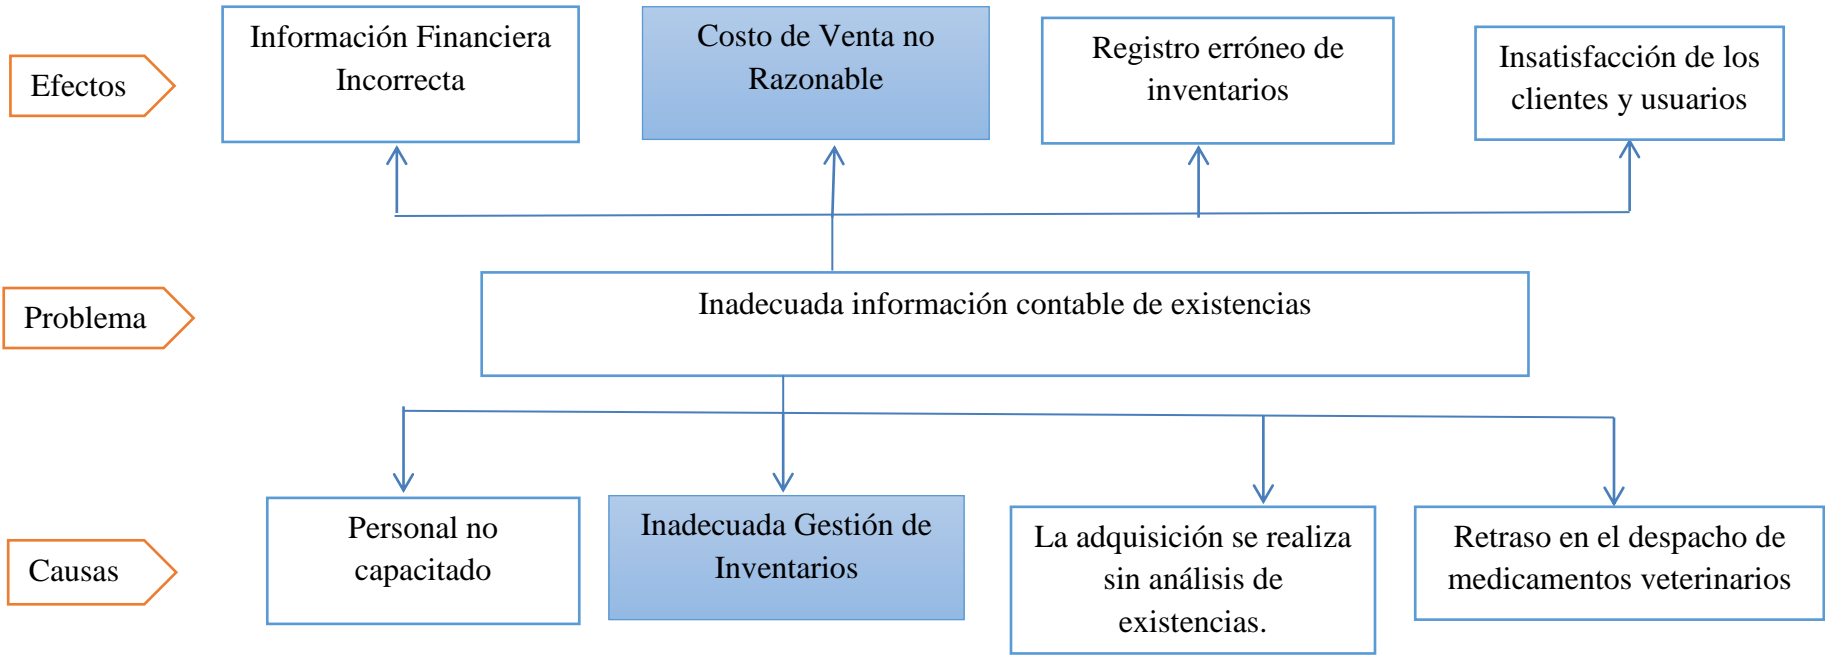 Efectos
Información Financiera
Incorrecta
Costo de Venta no
Razonable
Registro erróneo de
inventarios
Insatisfacción de los
clientes y usuarios
Problema
Inadecuada información contable de existencias
Causas
Personal no
capacitado
Inadecuada Gestión de
Inventarios
La adquisición se realiza
sin análisis de
existencias.
Retraso en el despacho de
medicamentos veterinarios